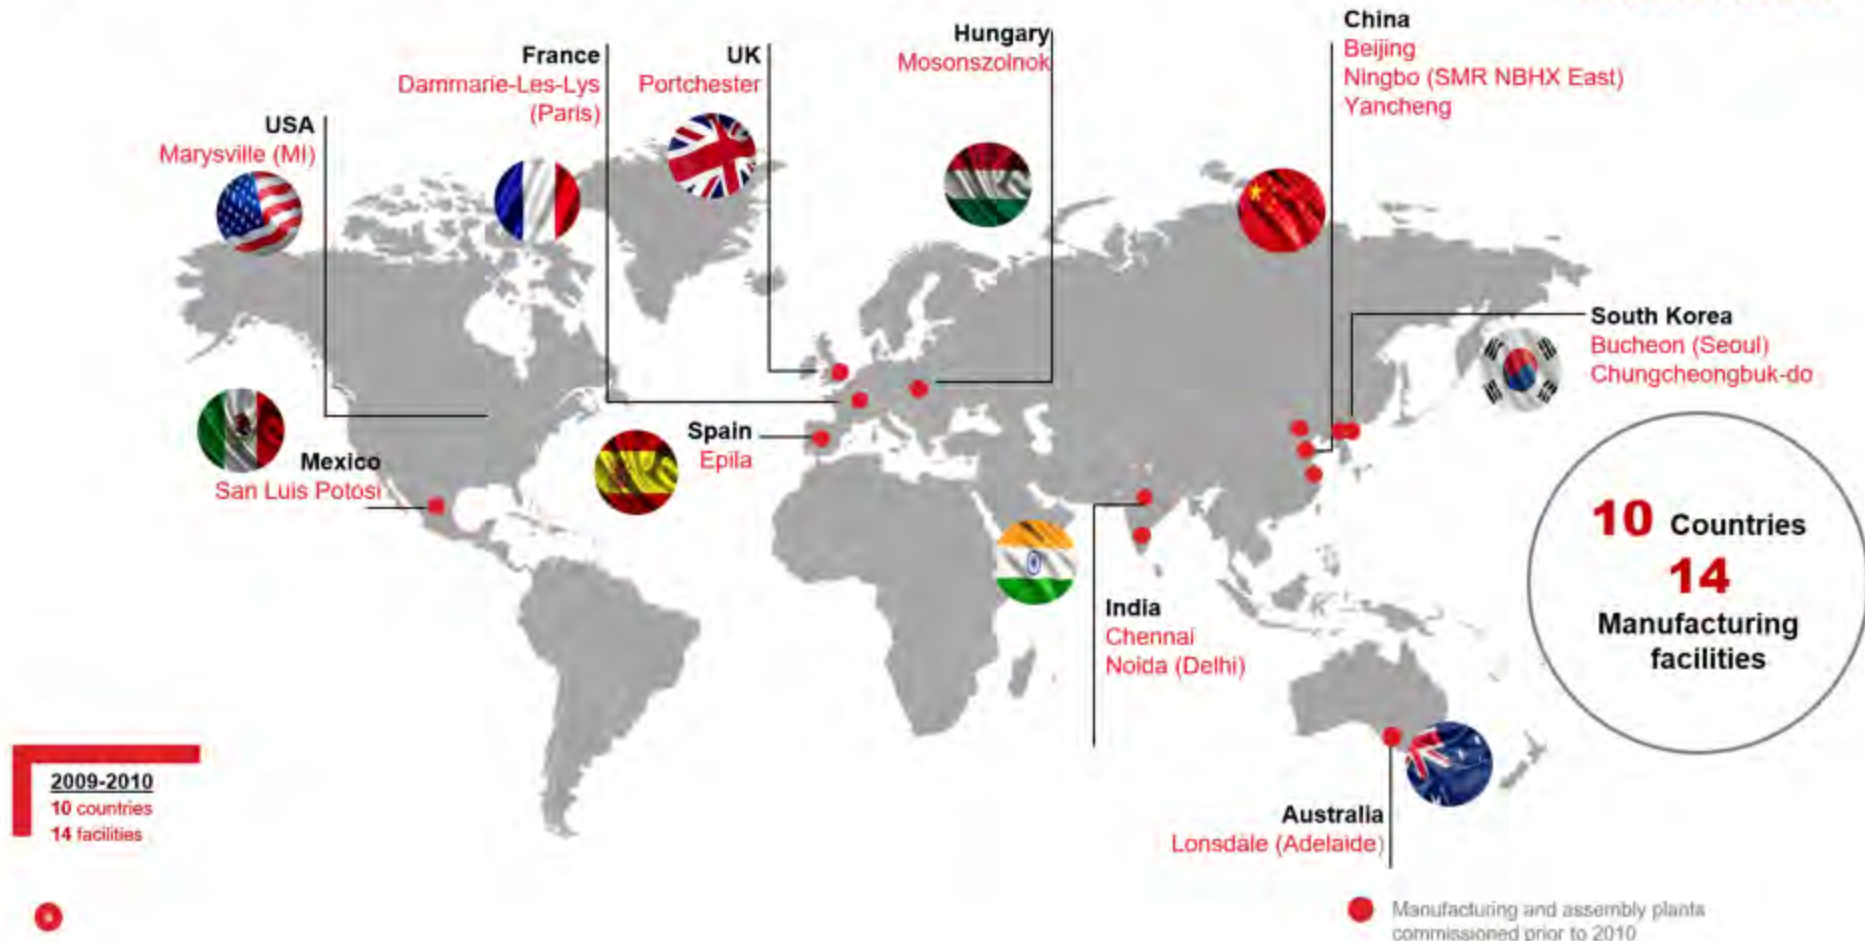 China
Beijing
Ningbo (SMR NBHX East)
Yancheng
Hungary
Mosonszolnok
France
Dammarie-Les-Lys
(Paris)
UK
Portchester
USA
Marysville (MI)
South Korea
Bucheon (Seoul)
Chungcheongbuk-do
Spain
Epila
Mexico
San Luis Potosi
10 Countries
14
Manufacturing
facilities
India
Chennai
Noida (Delhi)
2009-2010
10 countries
14 facilities
Australia
Lonsdale (Adelaide)
Manufacturing and assembly plants
commissioned prior to 2010